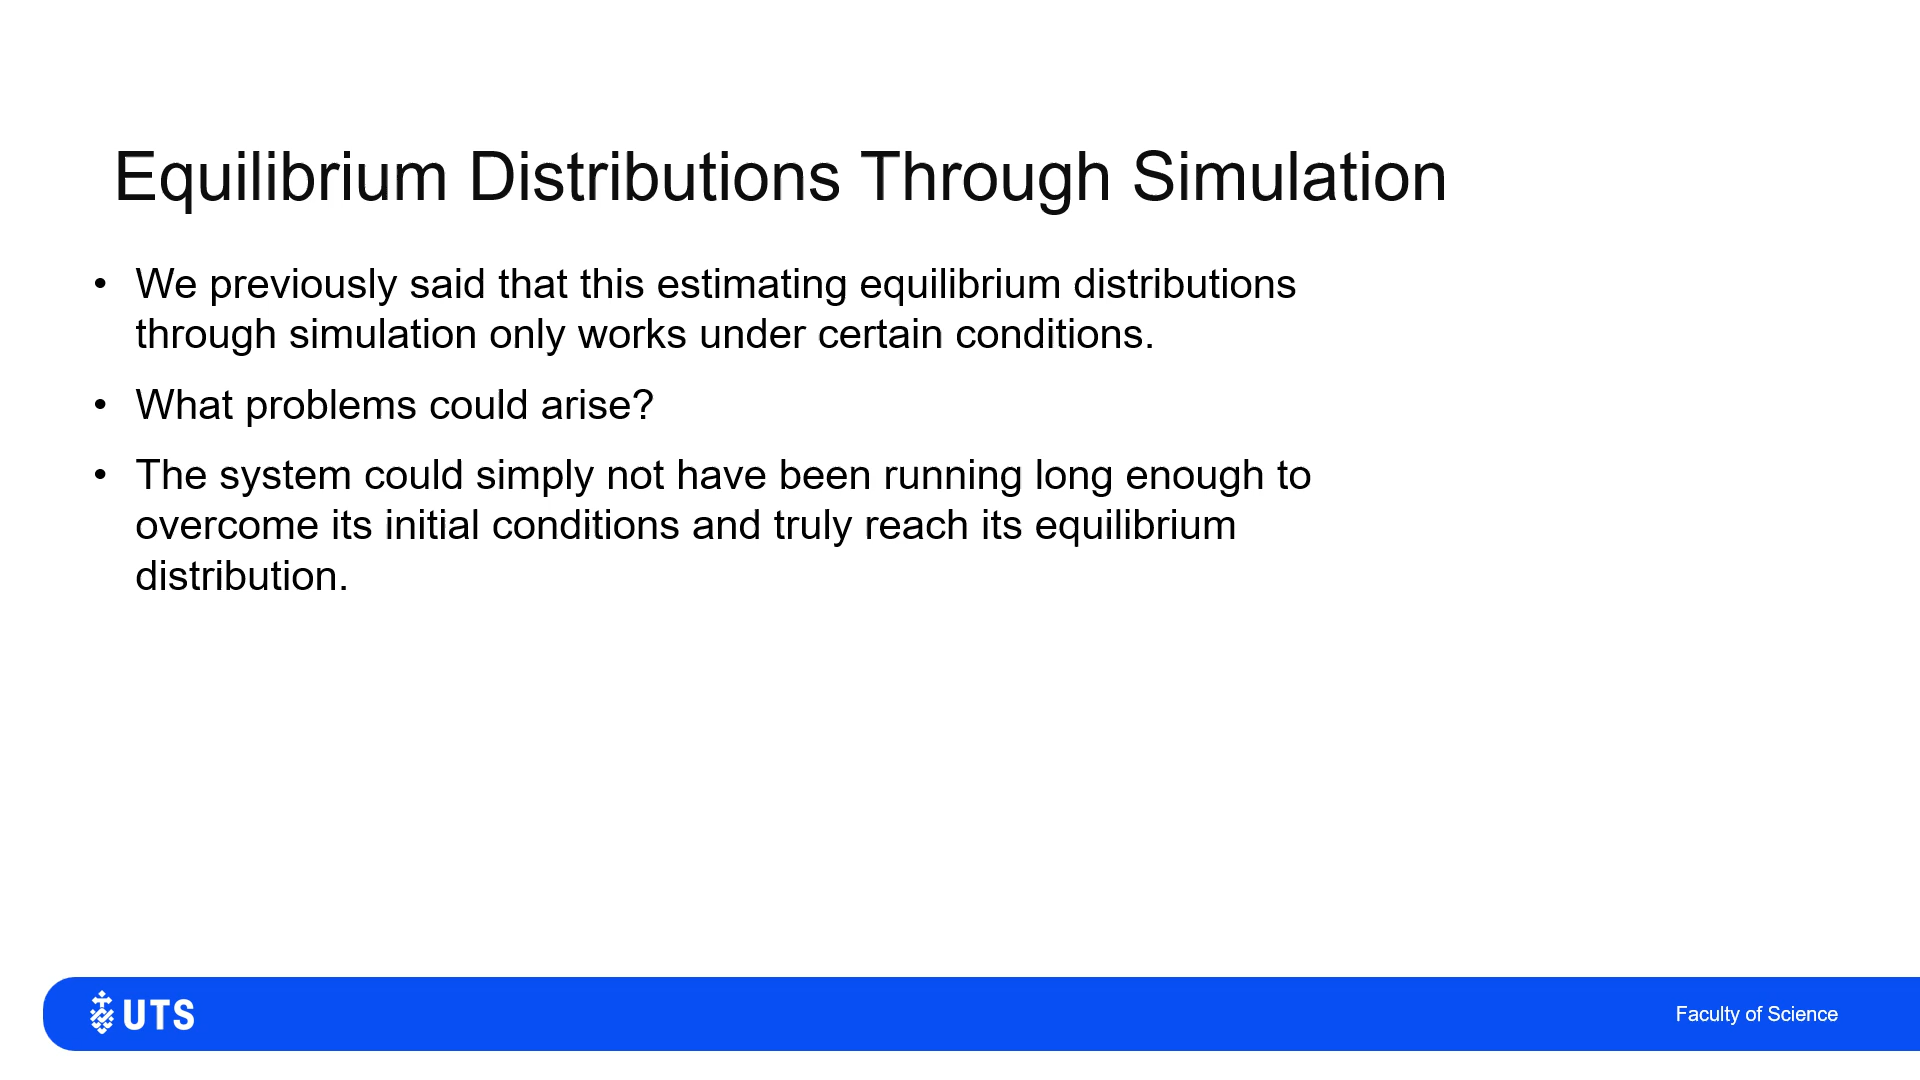 Equilibrium Distributions Through Simulation
• We previously said that this estimating equilibrium distributions
through simulation only works under certain conditions.
• What problems could arise?
• The system could simply not have been running long enough to
overcome its initial conditions and truly reach its equilibrium
distribution.
UTS
Faculty of Science